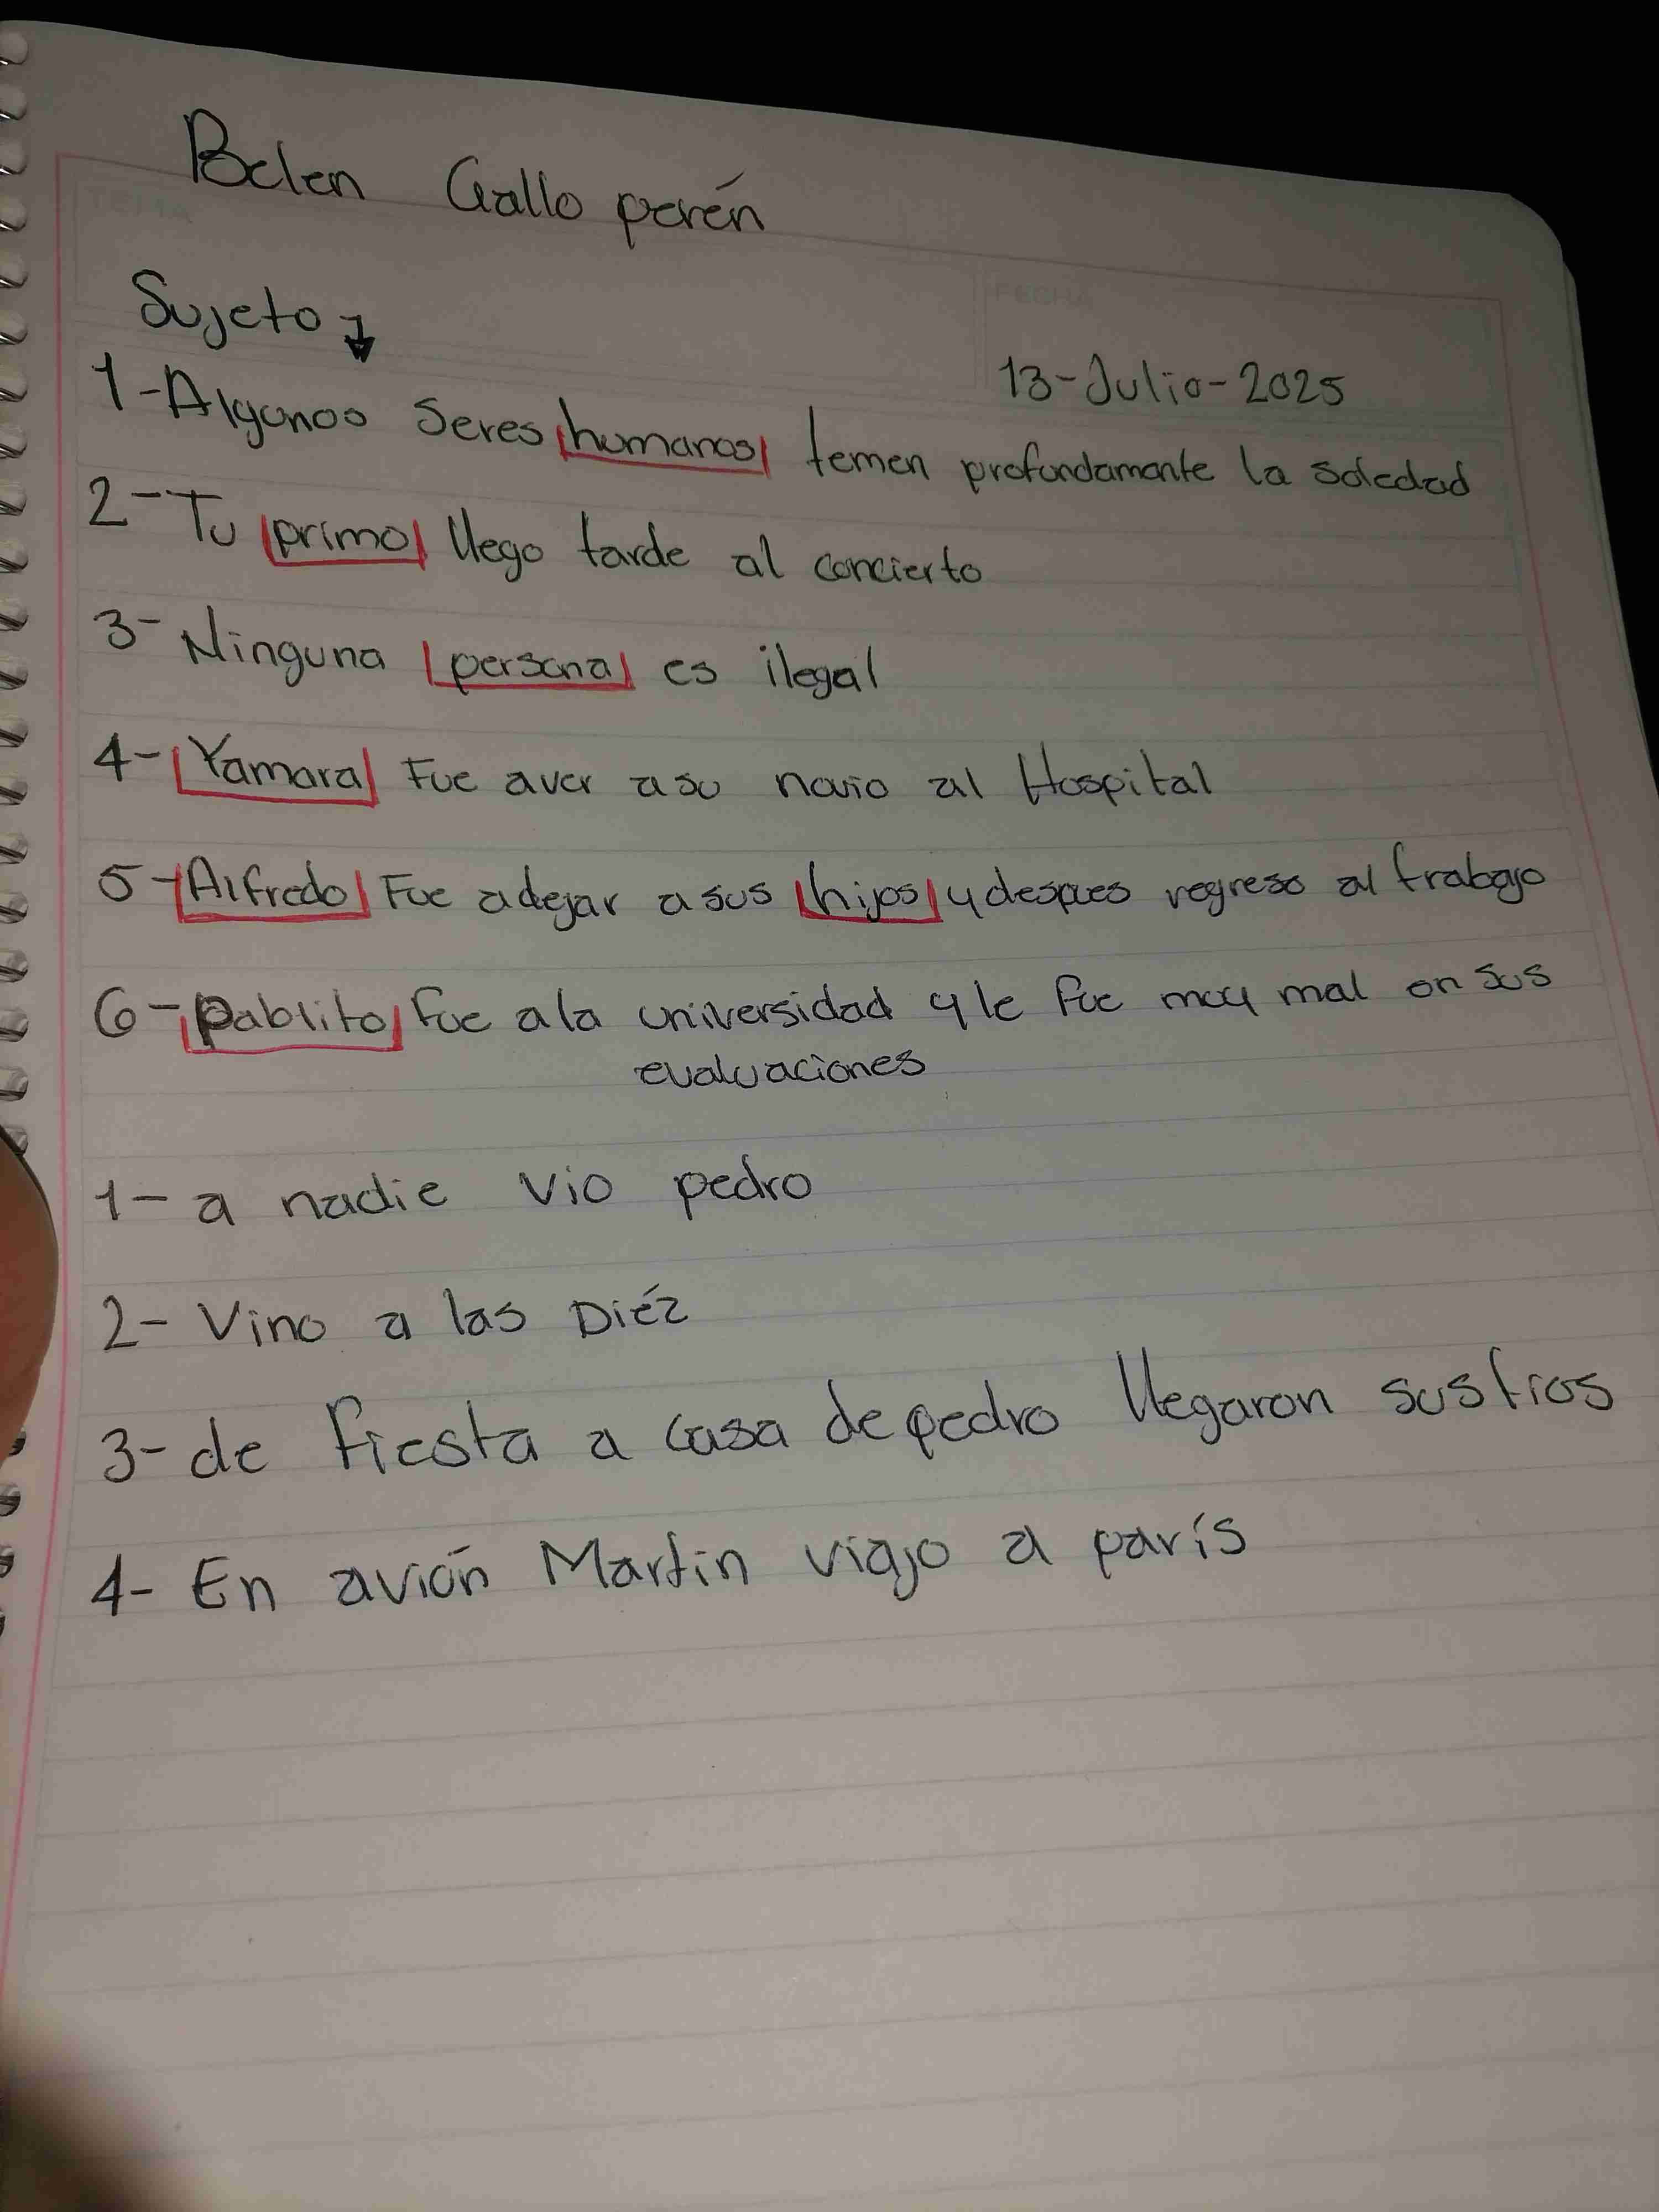 Belen Gallo perén
TEMA
FECHA
Sujeto
13-Julio-2025
1-Algunos Seres humanos temen profundamante la soledad
2-Tu primo llego tarde al concierto
3- Ninguna persona es ilegal
4- Yamara Fue aver a su novio al Hospital
5-Alfredo Fue adejar a sus hijos y despues regreso al trabajo
6-pablito fue ala universidad y le fue muy mal en sus
evaluaciones
1- a nadie vio pedro
2- Vino a las Diéz
3- de fiesta a casa de pedro llegaron sus tios
4- En avión Martin viajo a parís